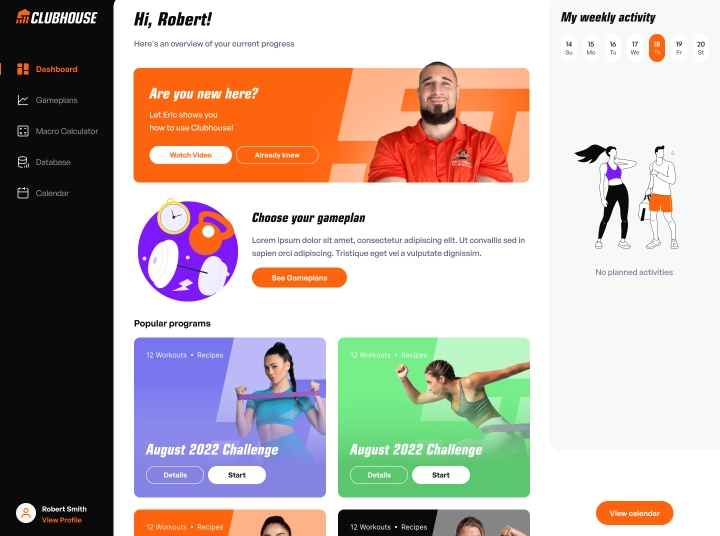 CLUBHOUSE
Dashboard
Gameplans
Macro Calculator
Database
Calendar
Robert Smith
View Profile
Hi, Robert!
Here's an overview of your current progress
Are you new here?
Let Eric shows you
how to use Clubhouse!
Watch Video
Already knew
Choose your gameplan
Lorem ipsum dolor sit amet, consectetur adipiscing elit. Ut convallis sed in
sapien orci adipiscing. Tristique eget vel a vulputate dignissim.
See Gameplans
Popular programs
12 Workouts • Recipes
August 2022 Challenge
Details
Start
12 Workouts • Recipes
August 2022 Challenge
Details
Start
12 Workouts • Recipes
12 Workouts • Recipes
My weekly activity
14 15 16 17 18 19 20
Su Mo Tu We Th Fr St
No planned activities
View calendar